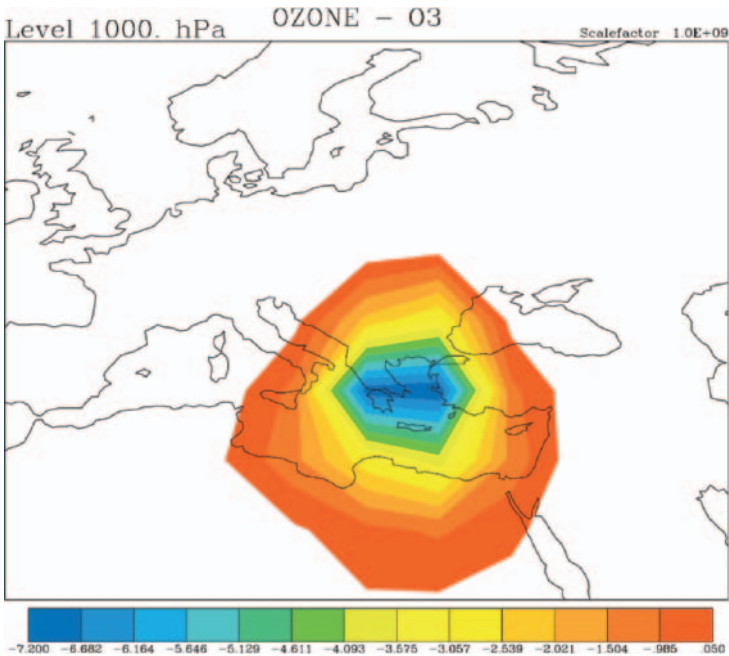 OZONE - O3
Level 1000. hPa
Scalefactor 1.0E+09
-7.200 -6.682 -6.164 -5.646 -5.129 -4.611 -4.093 -3.575 -3.057 -2.539 -2.021 -1.504 -.985 .050